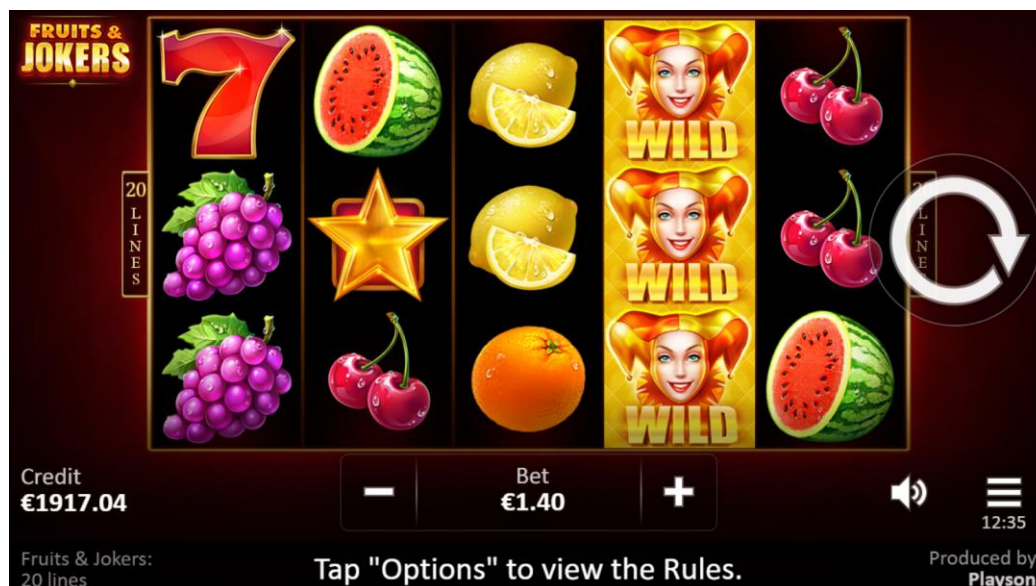 FRUITS &
JOKERS
WILD
WILD
WILD
20
L
I
N
E
S
20
L
I
N
E
Credit
€1917.04
Bet
€1.40
12:35
Fruits & Jokers:
20 lines
Tap "Options" to view the Rules.
Produced by
Playson